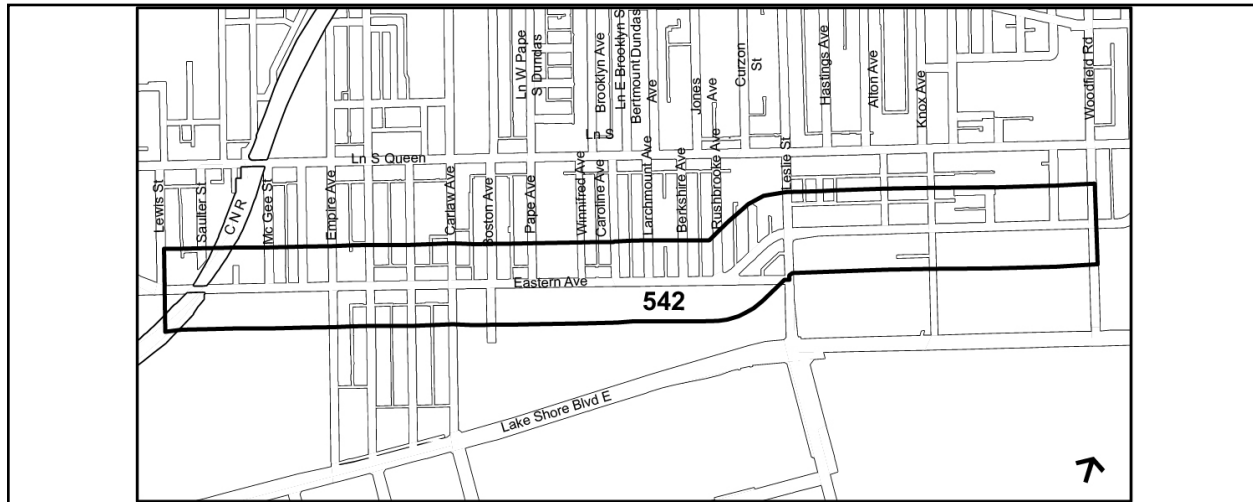 Ln W Pape
S Dundas
Brooklyn Ave
Ln E Brooklyn S
Bertmount Dundas
Ave
Jones
Rushbrooke Ave
Curzon
St
Hastings Ave
Alton Ave
Knox Ave
Woodfield Rd
Ln S
Ln S Queen
Lewis St
Saulter St
CNR
Mc Gee St
Empire Ave
Carlaw Ave
Boston Ave
Pape Ave
Winnifred Ave
Caroline Ave
Larchmount Ave
Berkshire Ave
Leslie St
Eastern Ave
542
Lake Shore Blvd E